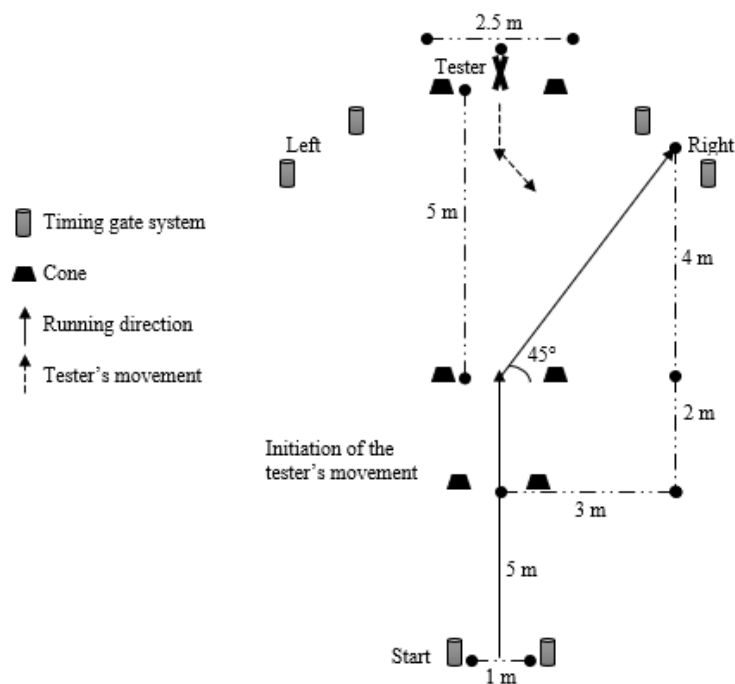 2.5 m
Tester
Left
Right
5 m
Timing gate system
4 m
Cone
Running direction
45°
Tester's movement
2 m
Initiation of the
tester's movement
3 m
5 m
Start
1 m